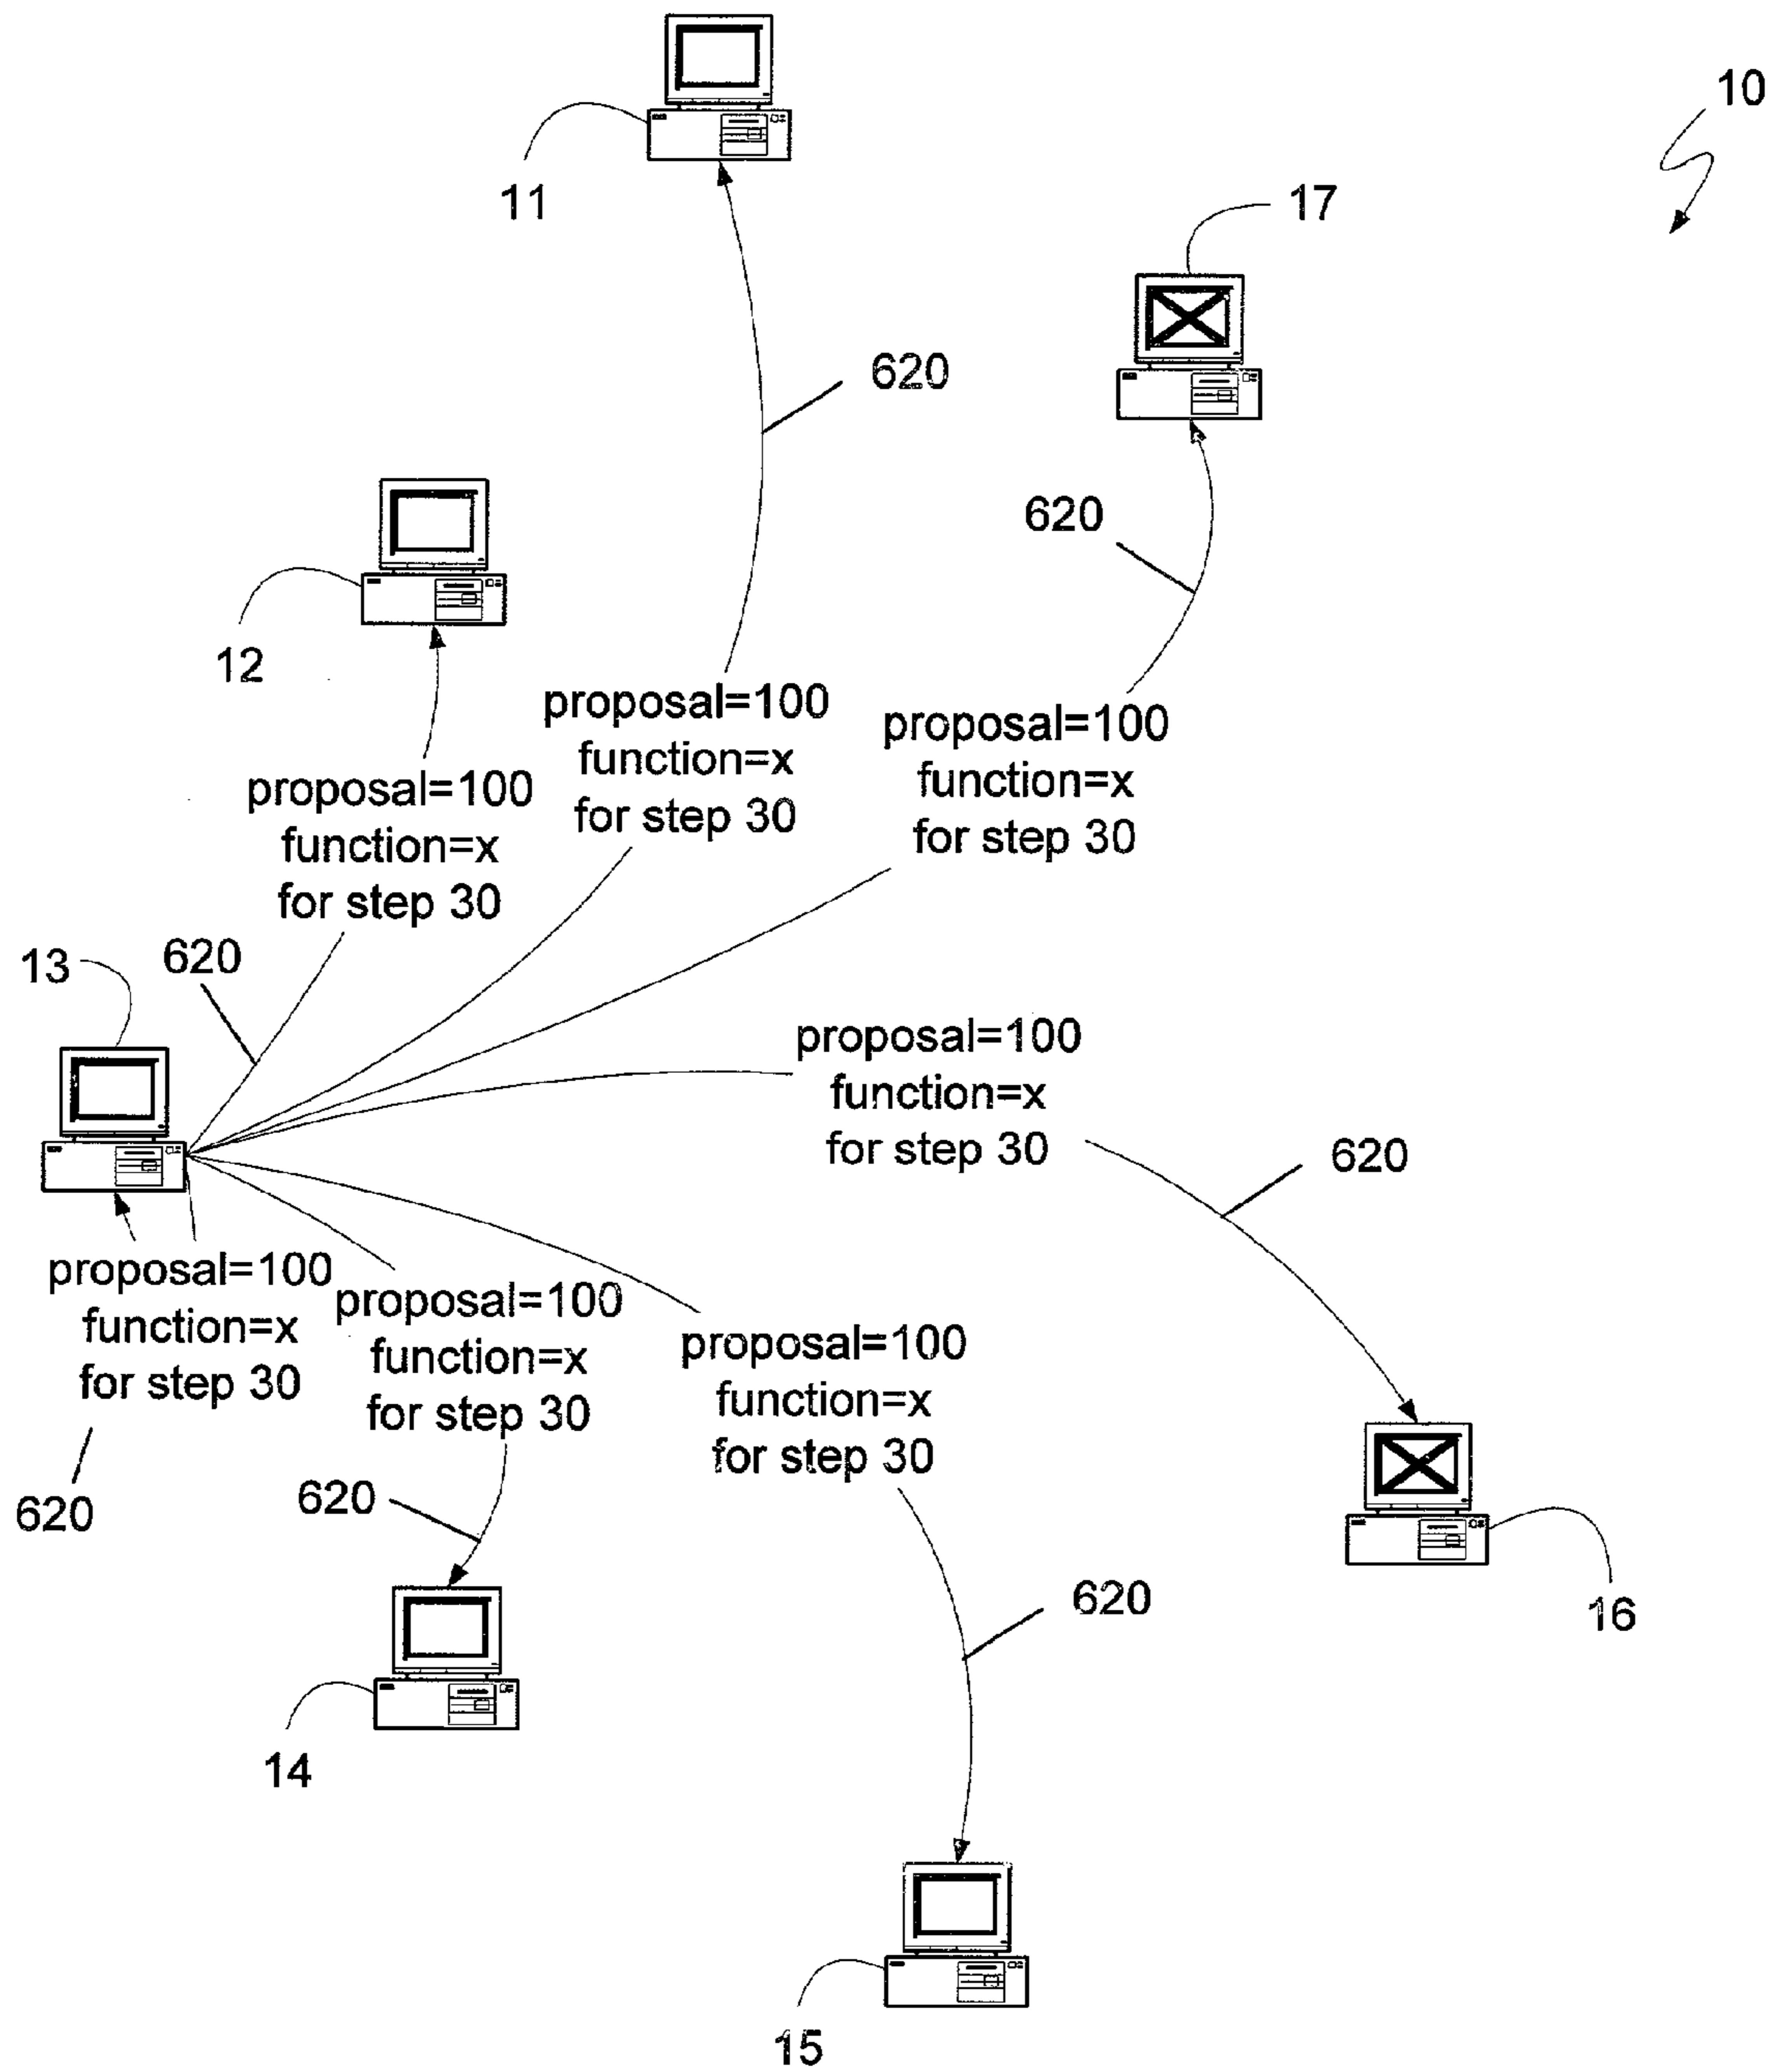 10
11
17
620
620
12
proposal=100
function=x
for step 30
proposal=100
function=x
for step 30
proposal=100
function=x
for step 30
13
620
proposal=100
function=x
for step 30
620
proposal=100
function=x
for step 30
620
proposal=100
function=x
for step 30
620
14
proposal=100
function=x
for step 30
620
15
16